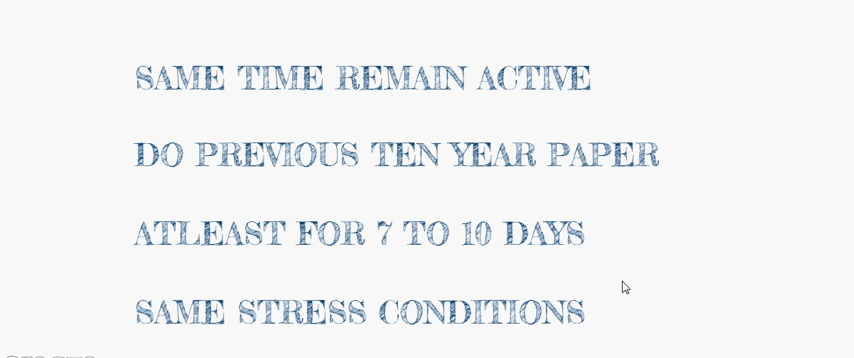 SAME TIME REMAIN ACTIVE
DO PREVIOUS TEN YEAR PAPER
ATLEAST FOR 7 TO 10 DAYS
SAME STRESS CONDITIONS